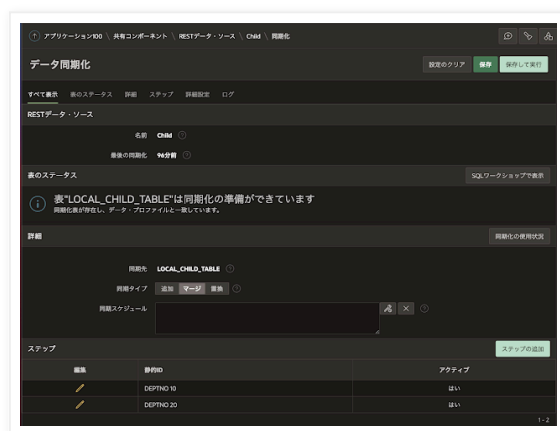 アプリケーション100 \ 共有コンポーネント \ RESTデータ・ソース \ Child \ 同期化
データ同期化
設定のクリア 保存 保存して実行
すべて表示 表のステータス 詳細 ステップ 詳細設定 ログ
RESTデータ・ソース
名前 Child
最後の同期化 96分前
表のステータス SQLワークショップで表示
表"LOCAL_CHILD_TABLE"は同期化の準備ができています
同期化表が存在し、データ・プロファイルと一致しています。
詳細 同期化の使用状況
同期先 LOCAL_CHILD_TABLE
同期タイプ 追加 マージ 置換
同期スケジュール
ステップ ステップの追加
編集 静的ID アクティブ
DEPTNO 10 はい
DEPTNO 20 はい
1 - 2